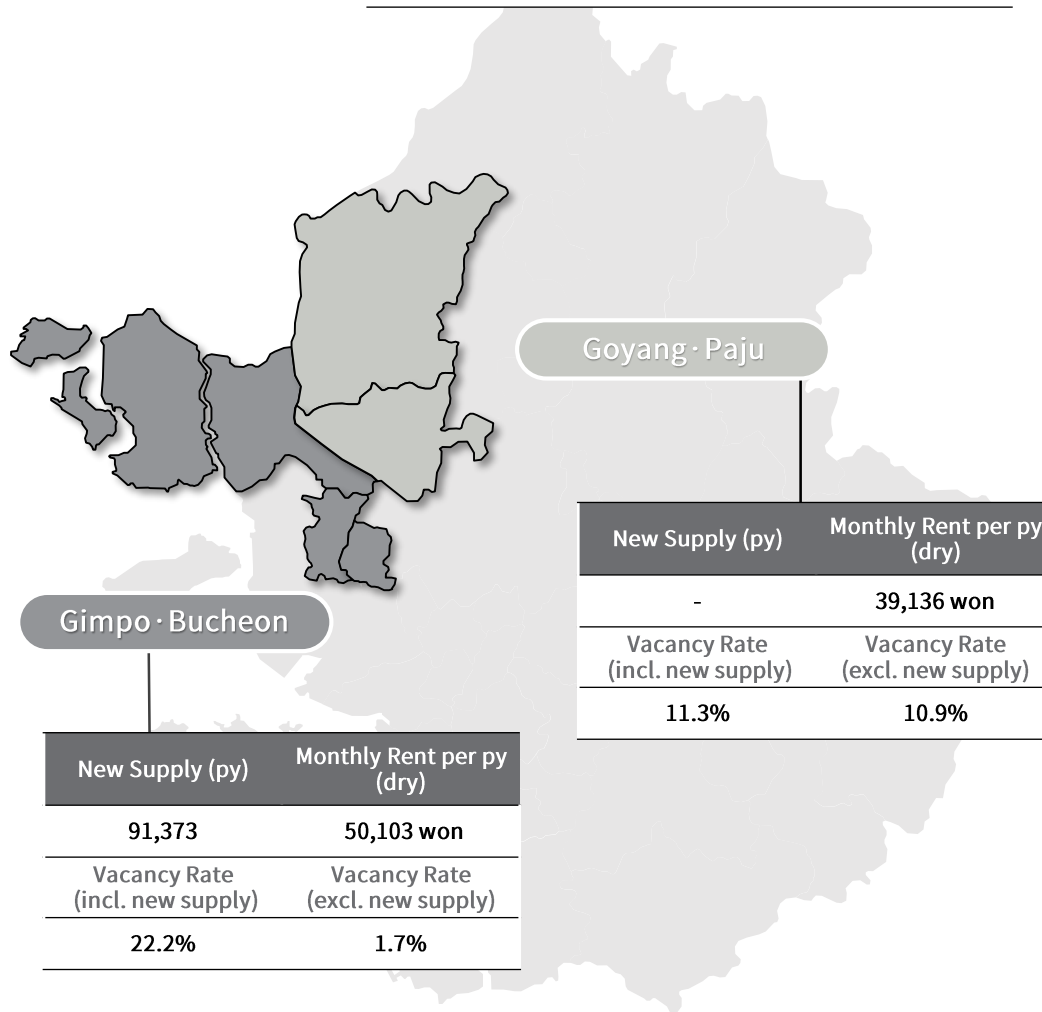 Goyang·Paju
New Supply (py)
Monthly Rent per py
(dry)
-
39,136 won
Vacancy Rate
(incl. new supply)
Vacancy Rate
(excl. new supply)
11.3%
10.9%
Gimpo·Bucheon
New Supply (py)
Monthly Rent per py
(dry)
91,373
50,103 won
Vacancy Rate
(incl. new supply)
Vacancy Rate
(excl. new supply)
22.2%
1.7%